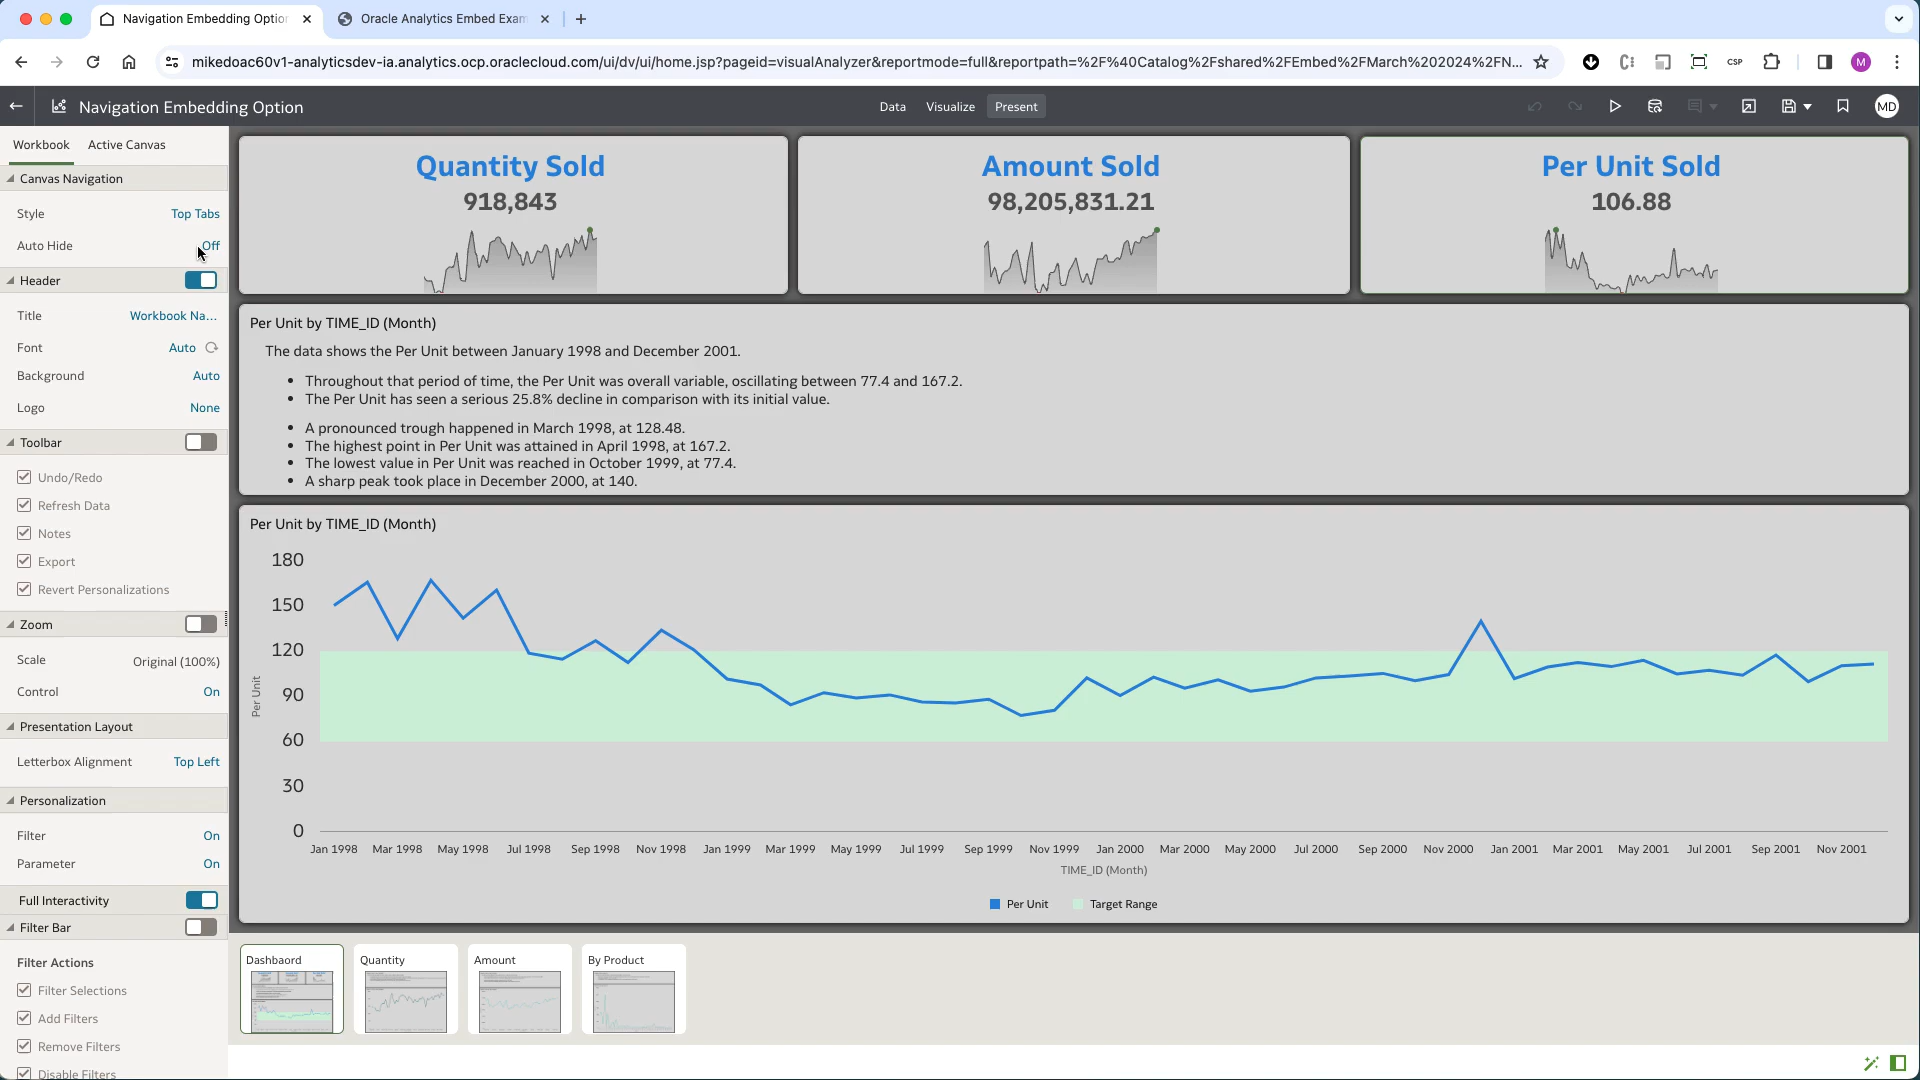 Navigation Embedding Optio
Oracle Analytics Embed Exam
mikedoac60v1-analyticsdev-ia.analytics.ocp.oraclecloud.com/ui/dv/ui/home.jsp?pageid=visualAnalyzer&reportmode=full&reportpath=%2F%40Catalog%2Fshared%2FEmbed%2FMarch%202024%2FN...
CSP
M
Navigation Embedding Option
Data Visualize Present
MD
Workbook Active Canvas
Canvas Navigation
Style Top Tabs
Auto Hide Off
Header
Title Workbook Na...
Font Auto
Background Auto
Logo None
Toolbar
Undo/Redo
Refresh Data
Notes
Export
Revert Personalizations
Zoom
Scale Original (100%)
Control On
Presentation Layout
Letterbox Alignment Top Left
Personalization
Filter On
Parameter On
Full Interactivity
Filter Bar
Filter Actions
Filter Selections
Add Filters
Remove Filters
Disable Filters
Quantity Sold
918,843
Amount Sold
98,205,831.21
Per Unit Sold
106.88
Per Unit by TIME_ID (Month)
The data shows the Per Unit between January 1998 and December 2001.
• Throughout that period of time, the Per Unit was overall variable, oscillating between 77.4 and 167.2.
• The Per Unit has seen a serious 25.8% decline in comparison with its initial value.
• A pronounced trough happened in March 1998, at 128.48.
• The highest point in Per Unit was attained in April 1998, at 167.2.
• The lowest value in Per Unit was reached in October 1999, at 77.4.
• A sharp peak took place in December 2000, at 140.
Per Unit by TIME_ID (Month)
180
150
120
90
60
30
0
Per Unit
Jan 1998 Mar 1998 May 1998 Jul 1998 Sep 1998 Nov 1998 Jan 1999 Mar 1999 May 1999 Jul 1999 Sep 1999 Nov 1999 Jan 2000 Mar 2000 May 2000 Jul 2000 Sep 2000 Nov 2000 Jan 2001 Mar 2001 May 2001 Jul 2001 Sep 2001 Nov 2001
TIME_ID (Month)
Per Unit Target Range
Dashbaord Quantity Amount By Product